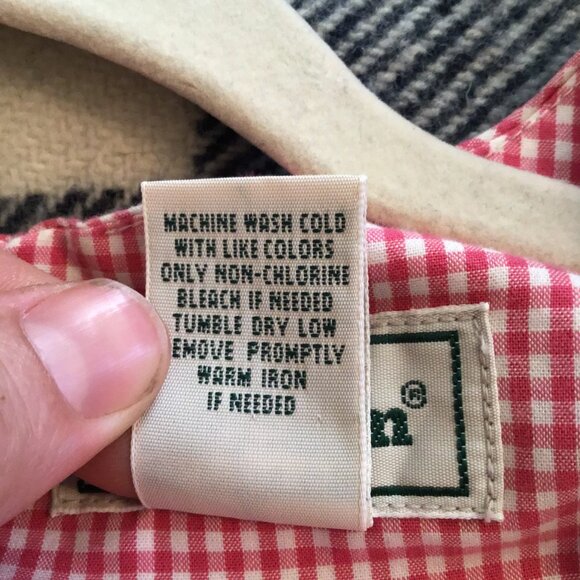 MACHINE WASH COLD
WITH LIKE COLORS
ONLY NON-CHLORINE
BLEACH IF NEEDED
TUMBLE DRY LOW
EMOVE PROMPTLY
WARM IRON
IF NEEDED
n®